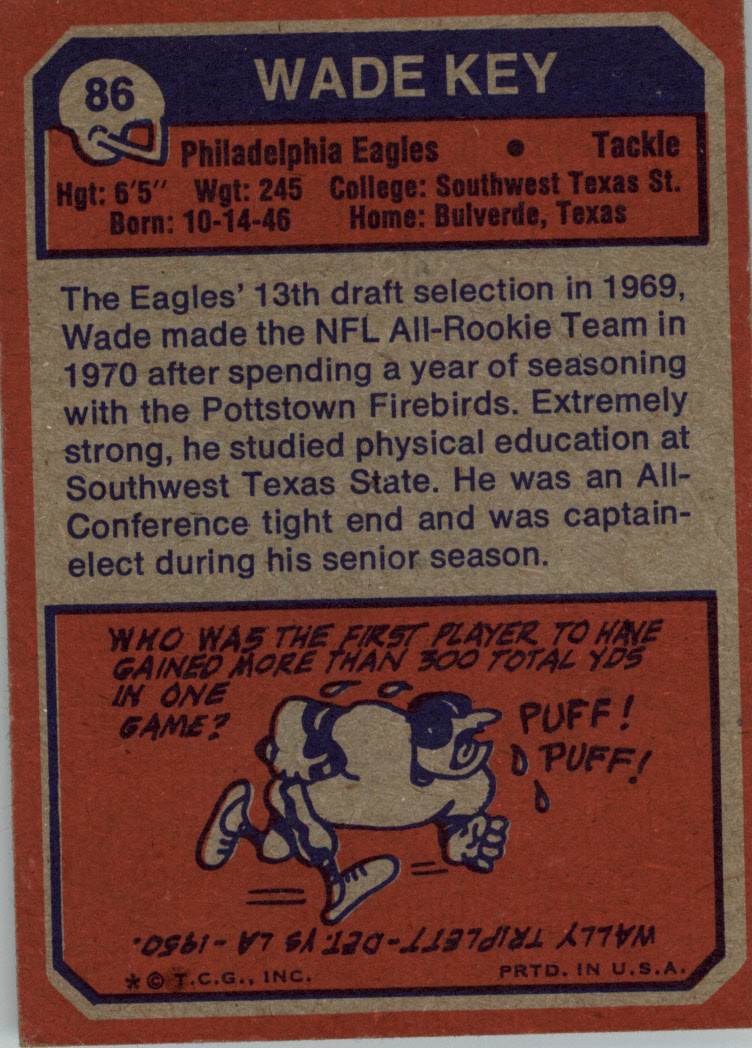 86
WADE KEY
Philadelphia Eagles • Tackle
Hgt: 6'5" Wgt: 245 College: Southwest Texas St.
Born: 10-14-46 Home: Bulverde, Texas
The Eagles' 13th draft selection in 1969,
Wade made the NFL All-Rookie Team in
1970 after spending a year of seasoning
with the Pottstown Firebirds. Extremely
strong, he studied physical education at
Southwest Texas State. He was an All-
Conference tight end and was captain-
elect during his senior season.
WHO WAS THE FIRST PLAYER TO HAVE
GAINED MORE THAN 300 TOTAL YDS
IN ONE
GAME?
PUFF!
PUFF!
WALLY TRIPLETT-DET. VS LA-1950.
*© T.C.G., INC. PRTD. IN U.S.A.